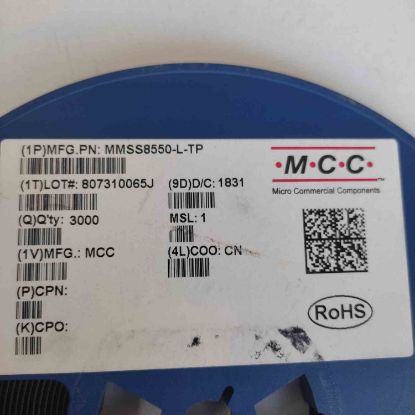 (1P)MFG.PN: MMSS8550-L-TP
(1T)LOT#: 807310065J
(9D)D/C: 1831
(Q)Q'ty: 3000
MSL: 1
(1V)MFG.: MCC
(4L)COO: CN
(P)CPN:
(K)CPO:
·M·C·C·
TM
Micro Commercial Components
RoHS